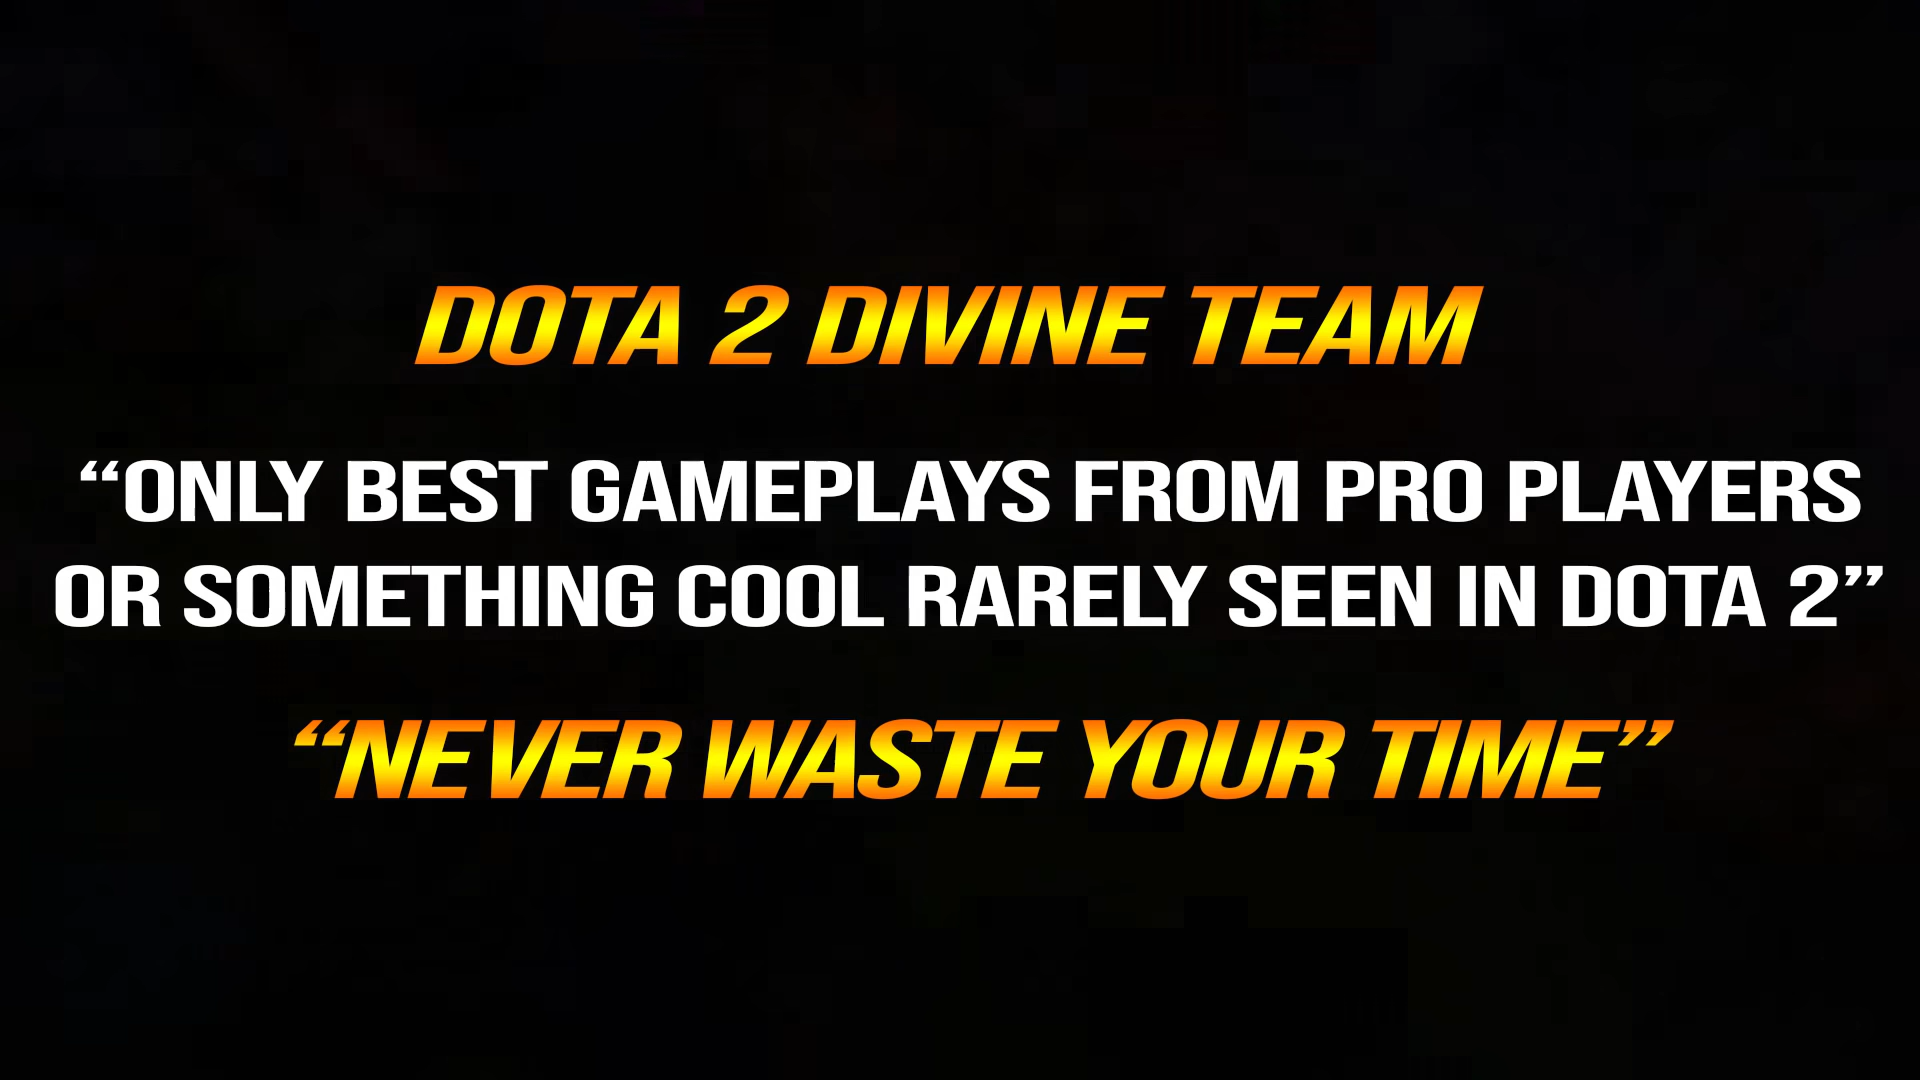 DOTA 2 DIVINE TEAM
“ONLY BEST GAMEPLAYS FROM PRO PLAYERS
OR SOMETHING COOL RARELY SEEN IN DOTA 2”
“NEVER WASTE YOUR TIME”